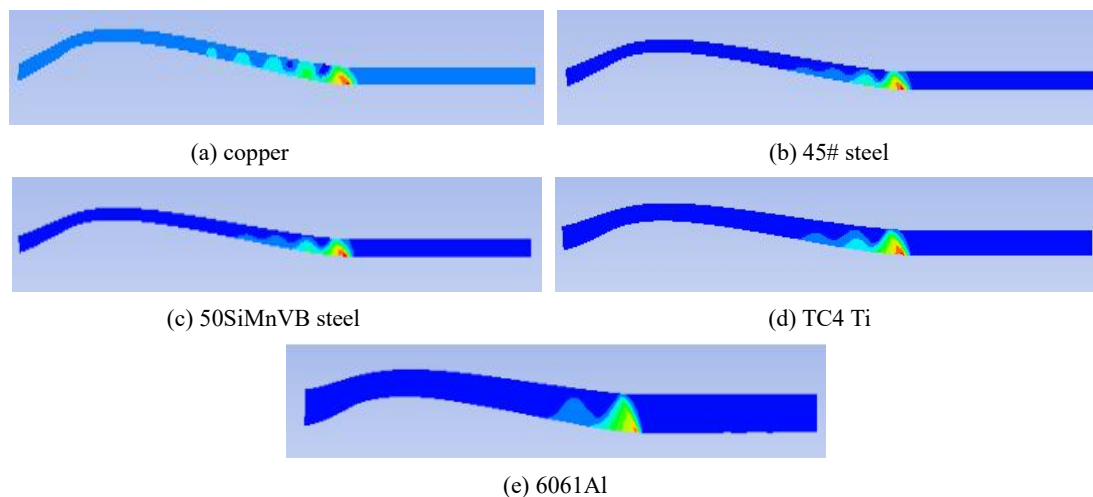 (a) copper
(b) 45# steel
(c) 50SiMnVB steel
(d) TC4 Ti
(e) 6061Al